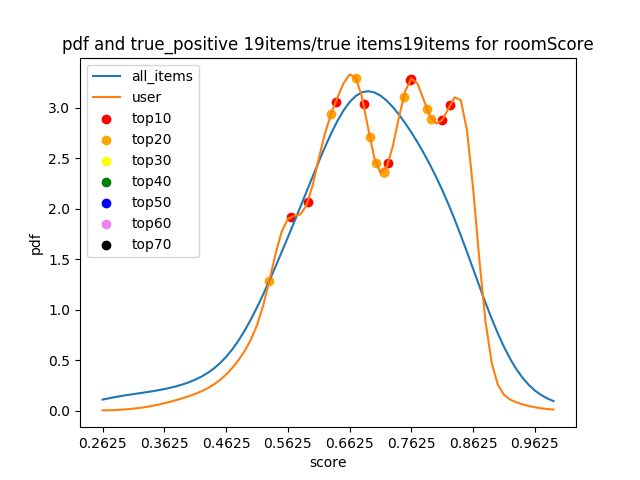 pdf and true_positive 19items/true items19items for roomScore
all_items
user
top10
top20
top30
top40
top50
top60
top70
pdf
3.0
2.5
2.0
1.5
1.0
0.5
0.0
0.2625 0.3625 0.4625 0.5625 0.6625 0.7625 0.8625 0.9625
score